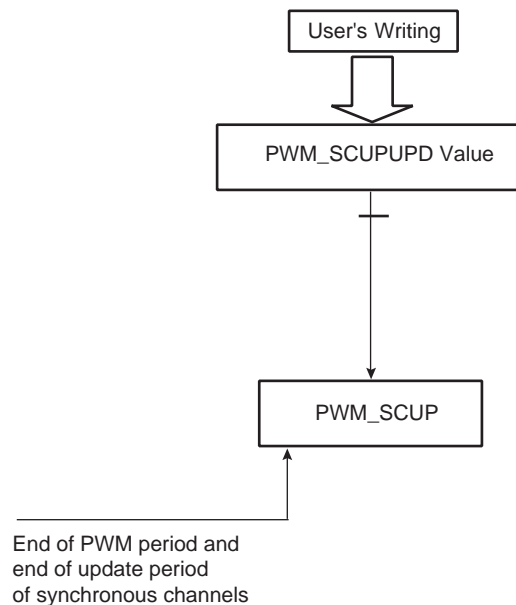 User's Writing
PWM_SCUPUPD Value
PWM_SCUP
End of PWM period and
end of update period
of synchronous channels